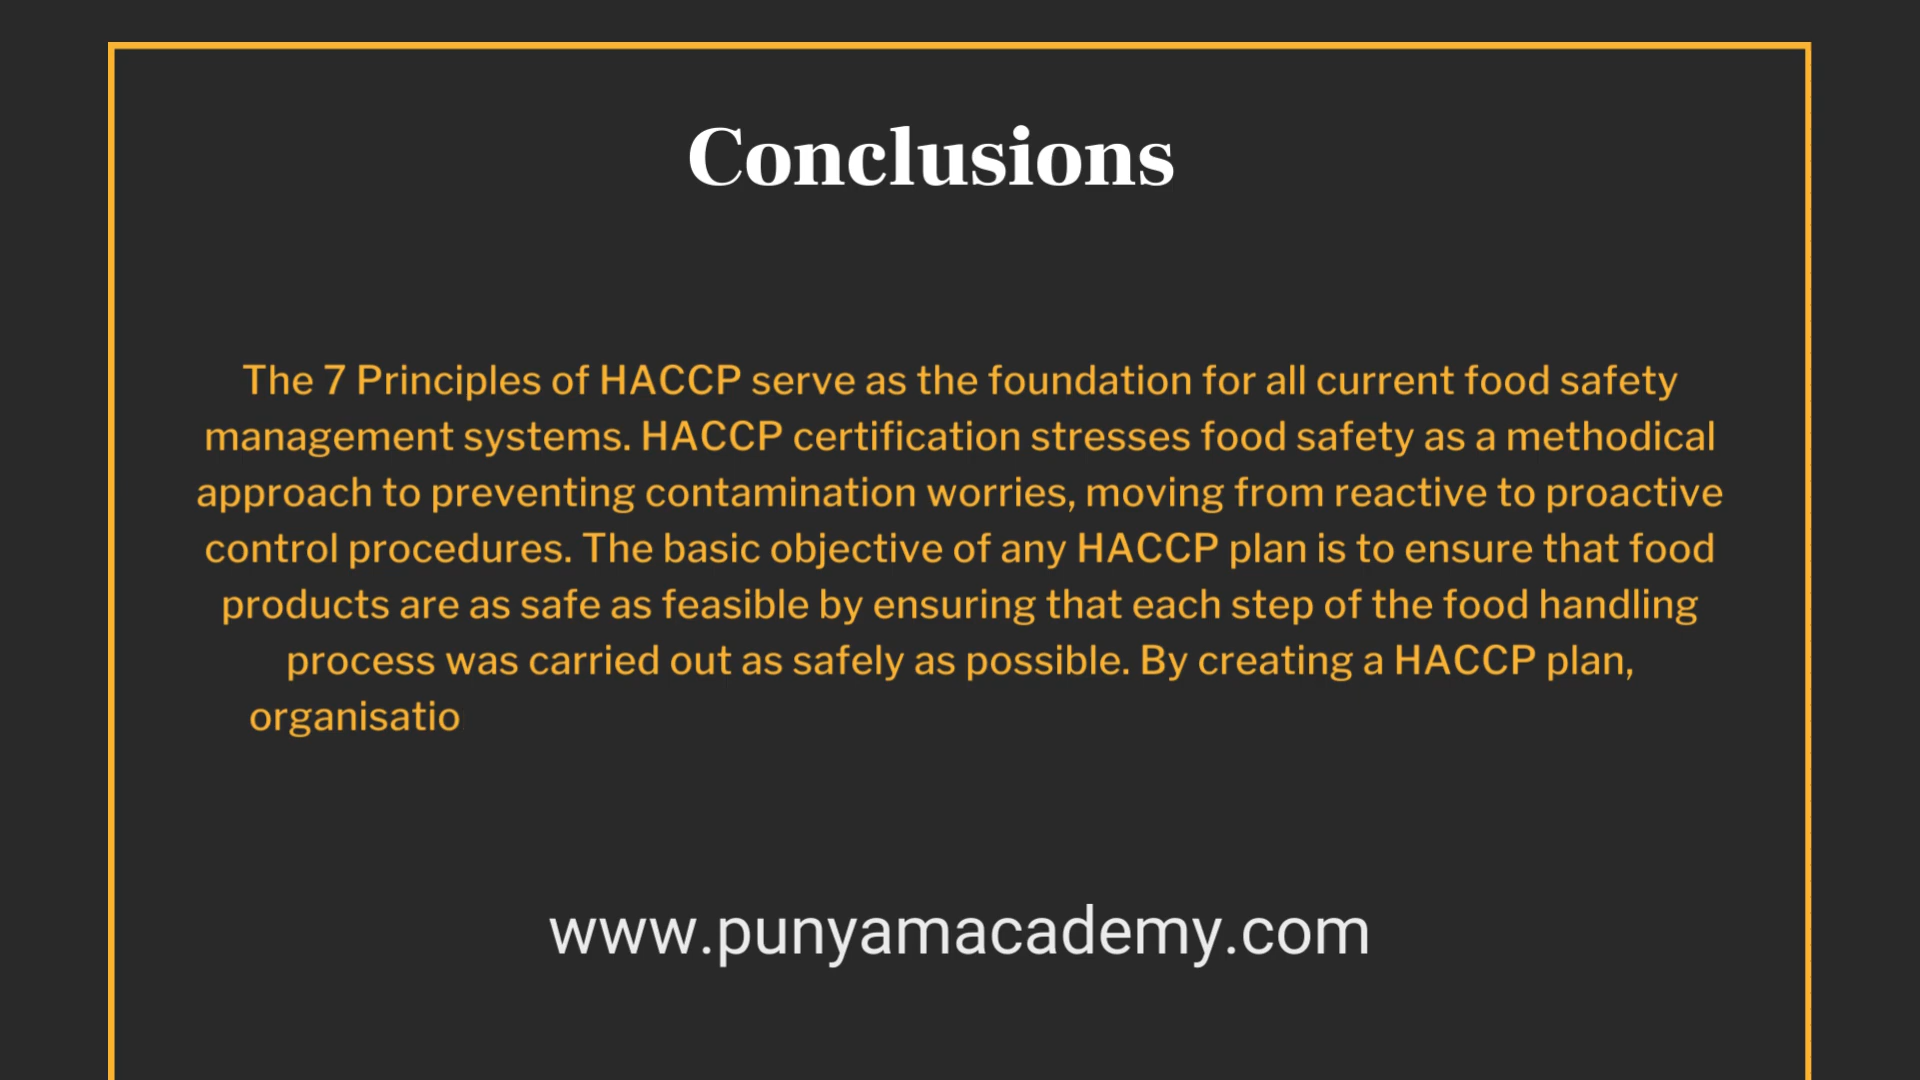 Conclusions
The 7 Principles of HACCP serve as the foundation for all current food safety
management systems. HACCP certification stresses food safety as a methodical
approach to preventing contamination worries, moving from reactive to proactive
control procedures. The basic objective of any HACCP plan is to ensure that food
products are as safe as feasible by ensuring that each step of the food handling
process was carried out as safely as possible. By creating a HACCP plan,
organisatio
www.punyamacademy.com